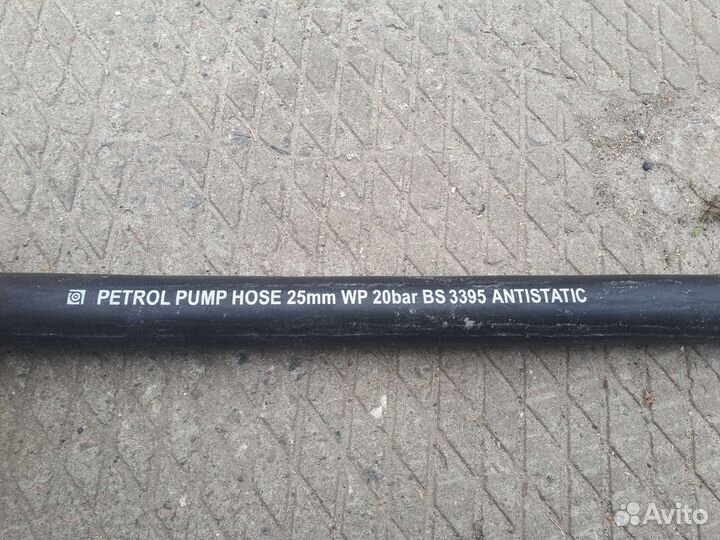 PETROL PUMP HOSE 25mm WP 20bar BS 3395 ANTISTATIC
Avito